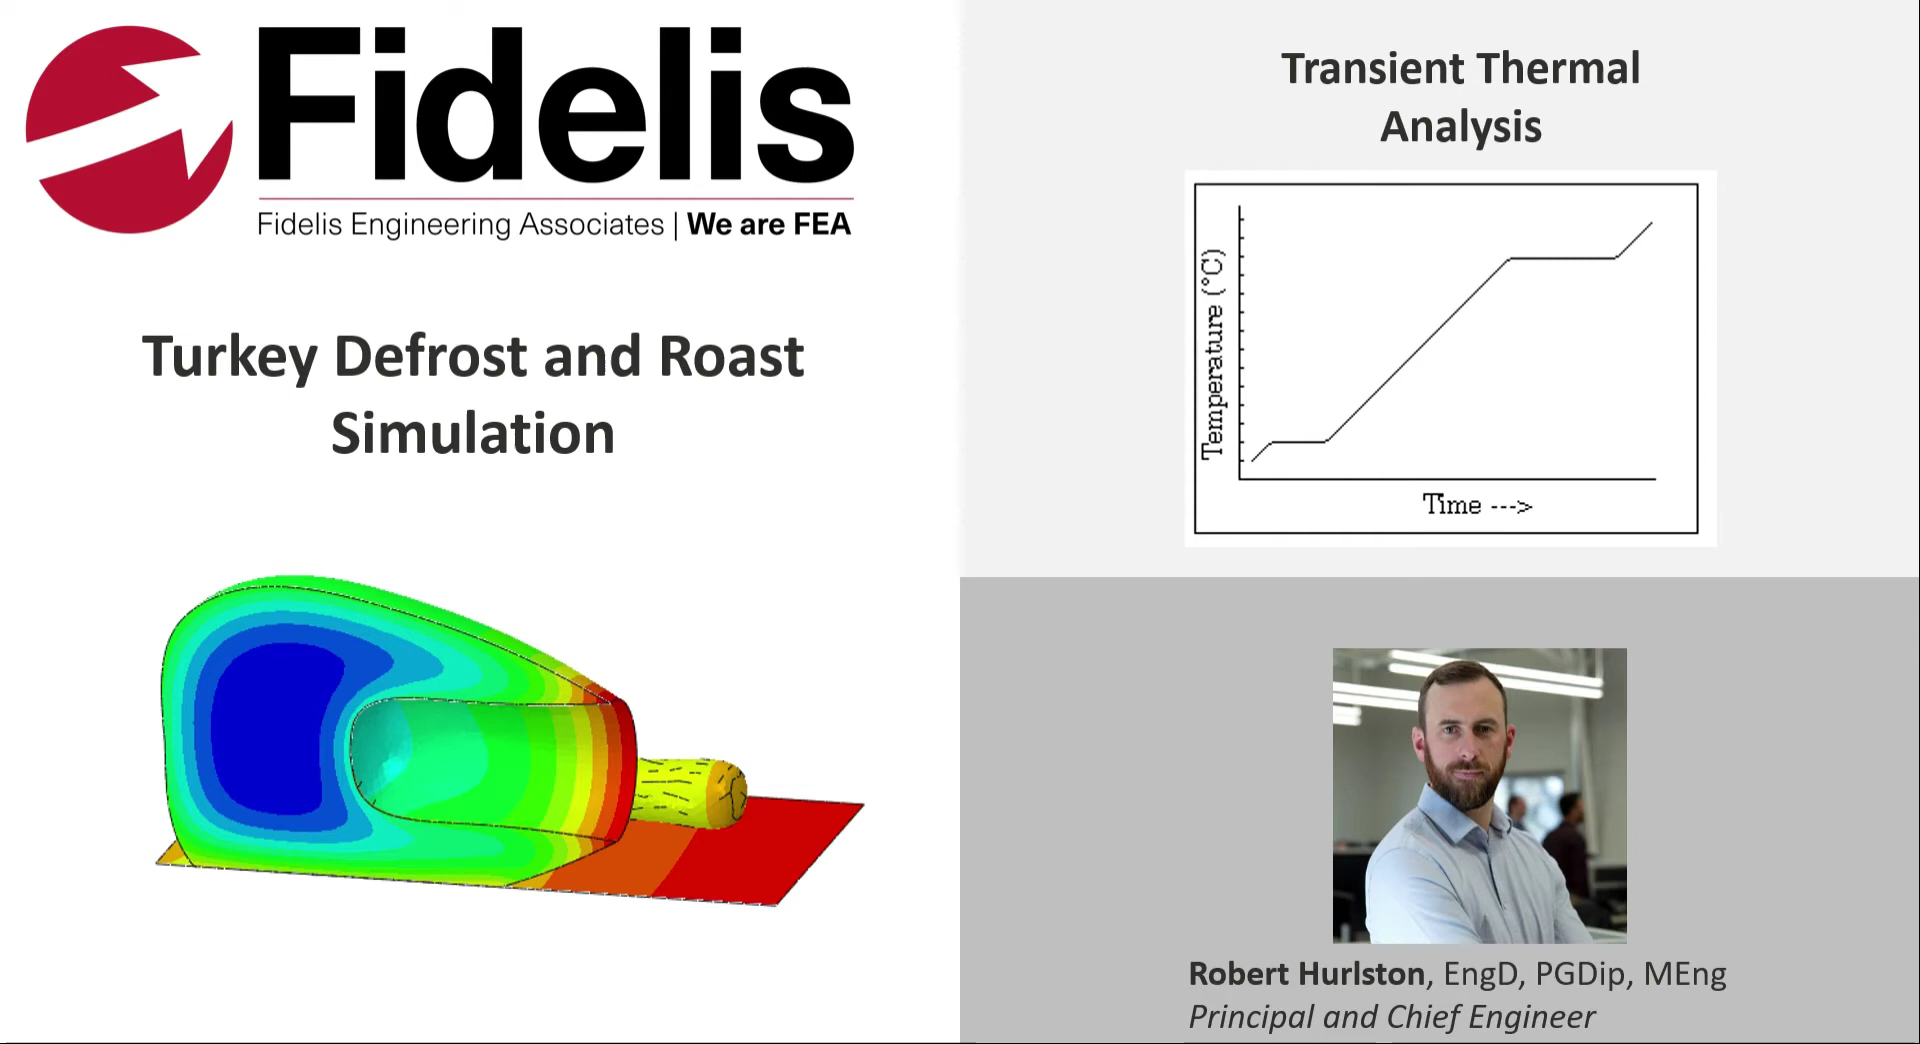 Fidelis
Fidelis Engineering Associates | We are FEA
Turkey Defrost and Roast
Simulation
Transient Thermal
Analysis
Temperature (°C)
Time --->
Robert Hurlston, EngD, PGDip, MEng
Principal and Chief Engineer